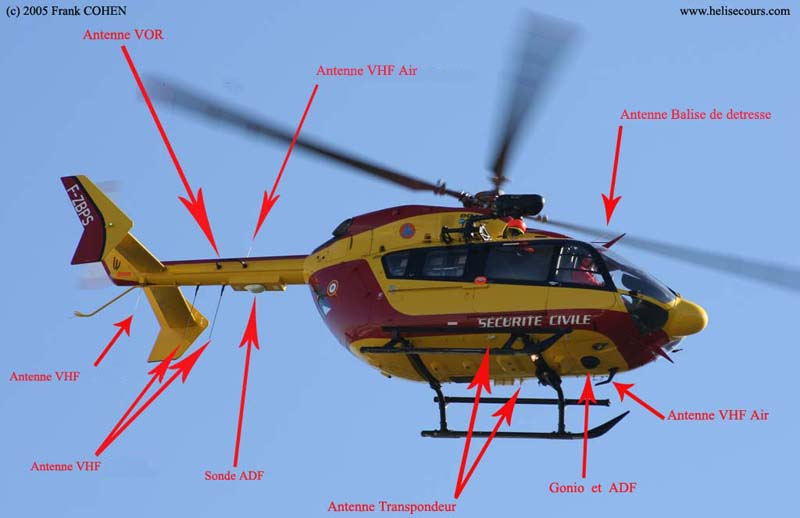 (c) 2005 Frank COHEN
www.helisecours.com
Antenne VOR
Antenne VHF Air
Antenne Balise de detresse
F-ZBPS
SÉCURITÉ CIVILE
Antenne VHF
Antenne VHF Air
Antenne VHF
Sonde ADF
Gonio et ADF
Antenne Transpondeur